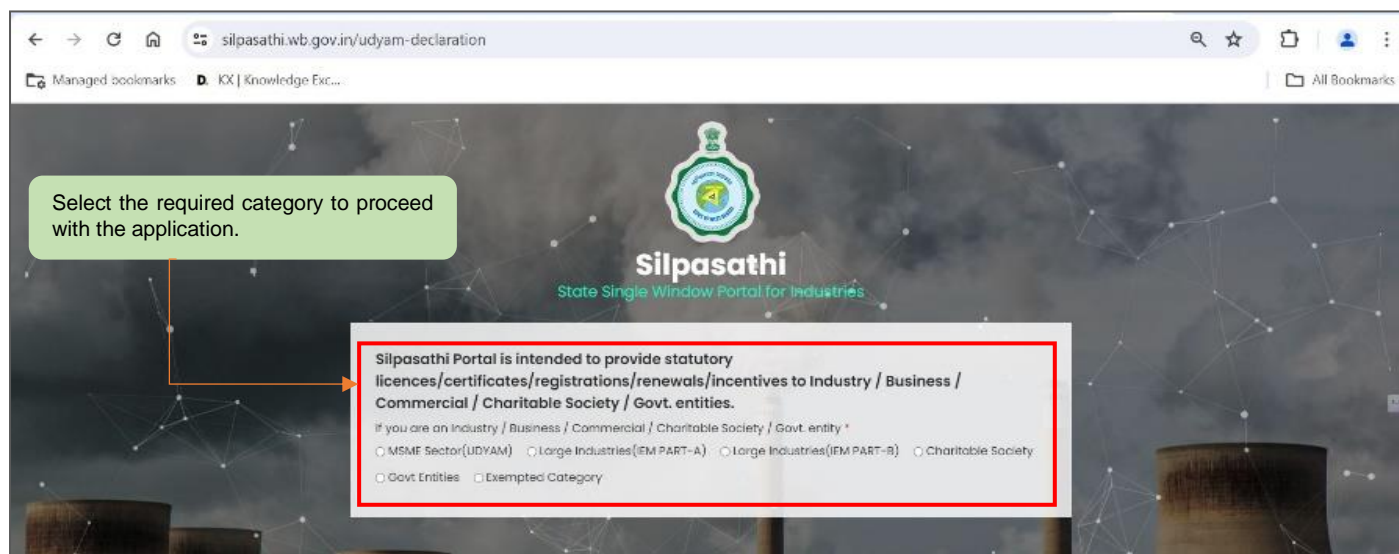 silpasathi.wb.gov.in/udyam-declaration
Managed bookmarks D. KX | Knowledge Exc... All Bookmarks
Select the required category to proceed
with the application.
Silpasathi
State Single Window Portal for Industries
Silpasathi Portal is intended to provide statutory
licences/certificates/registrations/renewals/incentives to Industry / Business /
Commercial / Charitable Society / Govt. entities.
If you are an Industry / Business / Commercial / Charitable Society / Govt. entity *
MSME Sector(UDYAM) Large Industries(IEM PART-A) Large Industries(IEM PART-B) Charitable Society
Govt Entities Exempted Category